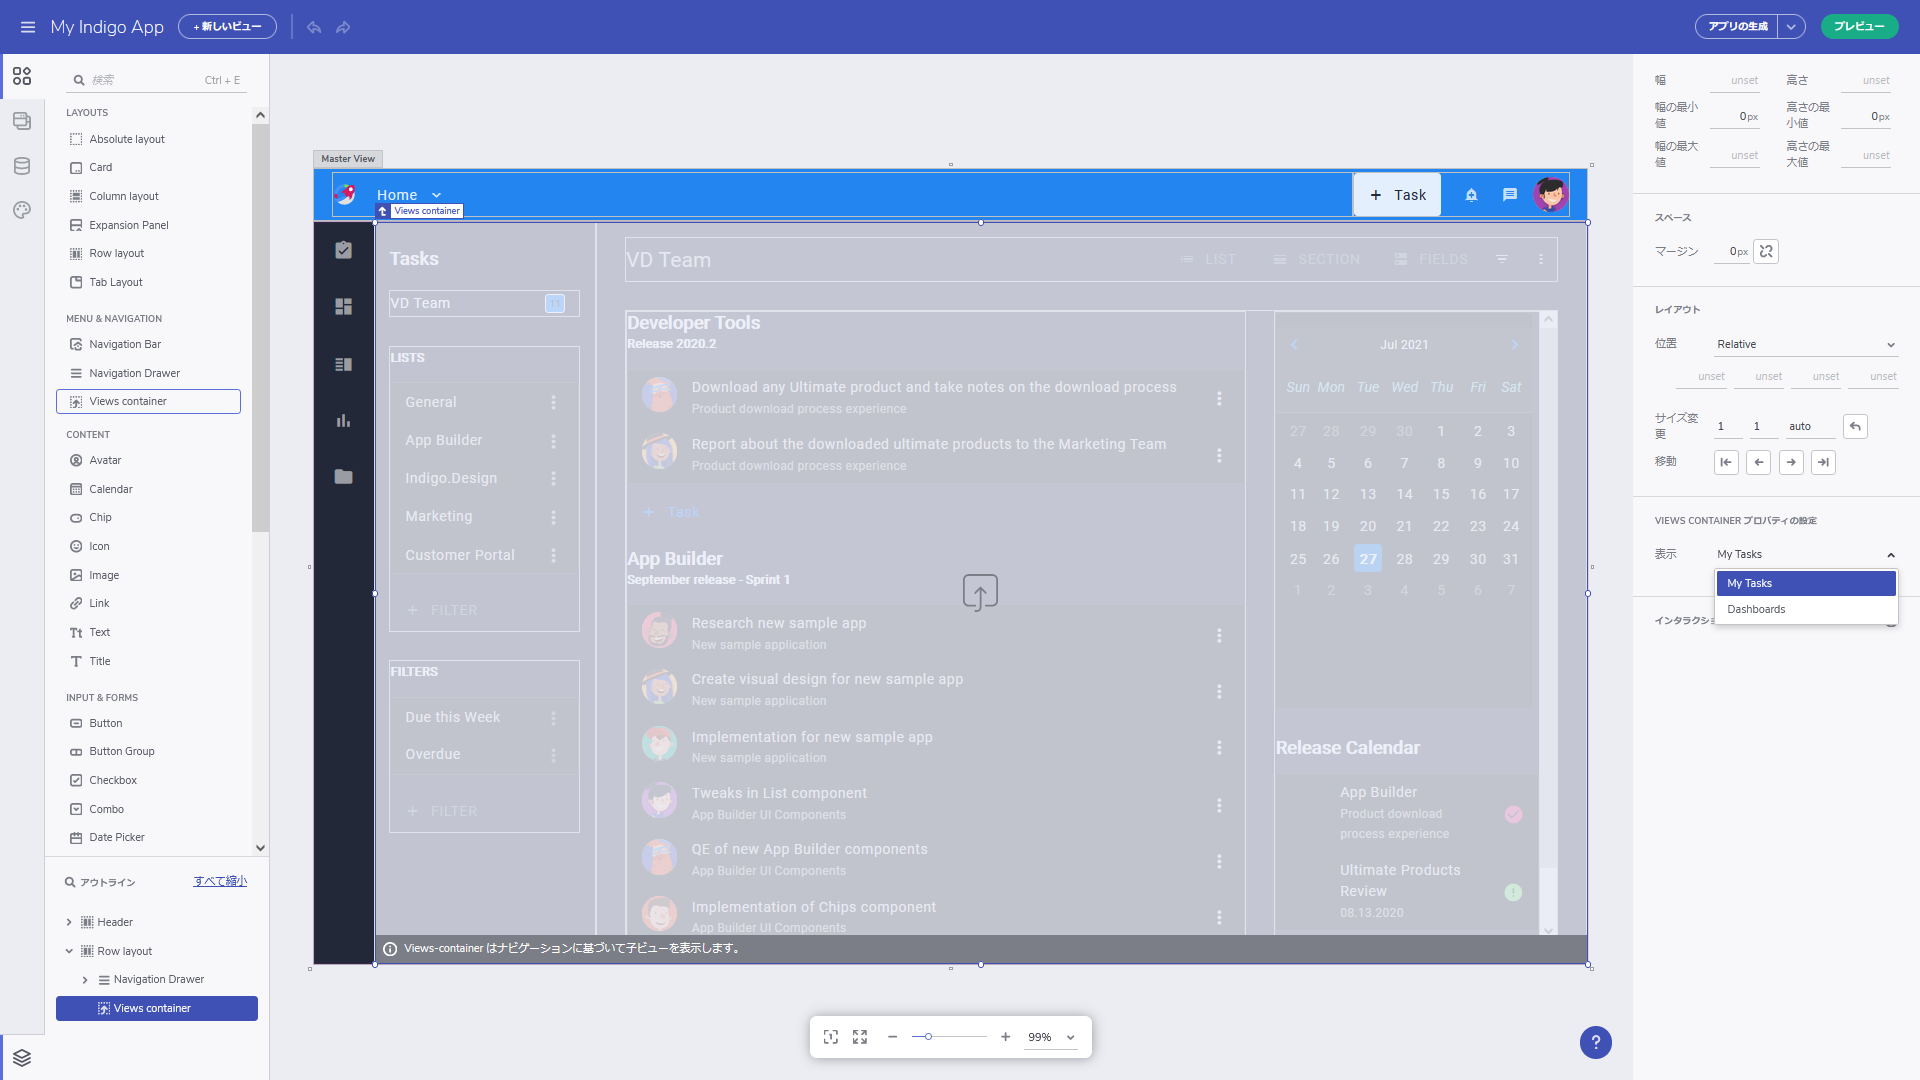 My Indigo App
+ 新しいビュー
アプリの生成
プレビュー
検索
Ctrl + E
LAYOUTS
Absolute layout
Card
Column layout
Expansion Panel
Row layout
Tab Layout
MENU & NAVIGATION
Navigation Bar
Navigation Drawer
Views container
CONTENT
Avatar
Calendar
Chip
Icon
Image
Link
Text
Title
INPUT & FORMS
Button
Button Group
Checkbox
Combo
Date Picker
アウトライン
すべて縮小
Header
Row layout
Navigation Drawer
Views container
Master View
Home
+ Task
Views container
Tasks
VD Team
11
LISTS
General
App Builder
Indigo.Design
Marketing
Customer Portal
+ FILTER
FILTERS
Due this Week
Overdue
+ FILTER
VD Team
LIST
SECTION
FIELDS
Developer Tools
Release 2020.2
Download any Ultimate product and take notes on the download process
Product download process experience
Report about the downloaded ultimate products to the Marketing Team
Product download process experience
+ Task
App Builder
September release - Sprint 1
Research new sample app
New sample application
Create visual design for new sample app
New sample application
Implementation for new sample app
New sample application
Tweaks in List component
App Builder UI Components
QE of new App Builder components
App Builder UI Components
Implementation of Chips component
App Builder UI Components
Jul 2021
Sun Mon Tue Wed Thu Fri Sat
27 28 29 30 1 2 3
4 5 6 7 8 9 10
11 12 13 14 15 16 17
18 19 20 21 22 23 24
25 26 27 28 29 30 31
1 2 3 4 5 6 7
Release Calendar
App Builder
Product download
process experience
Ultimate Products
Review
08.13.2020
Views-container はナビゲーションに基づいて子ビューを表示します。
99%
?
幅 unset 高さ unset
幅の最小値 0px 高さの最小値 0px
幅の最大値 unset 高さの最大値 unset
スペース
マージン 0px
レイアウト
位置 Relative
unset unset unset unset
サイズ変更 1 1 auto
移動
VIEWS CONTAINER プロパティの設定
表示 My Tasks
My Tasks
Dashboards